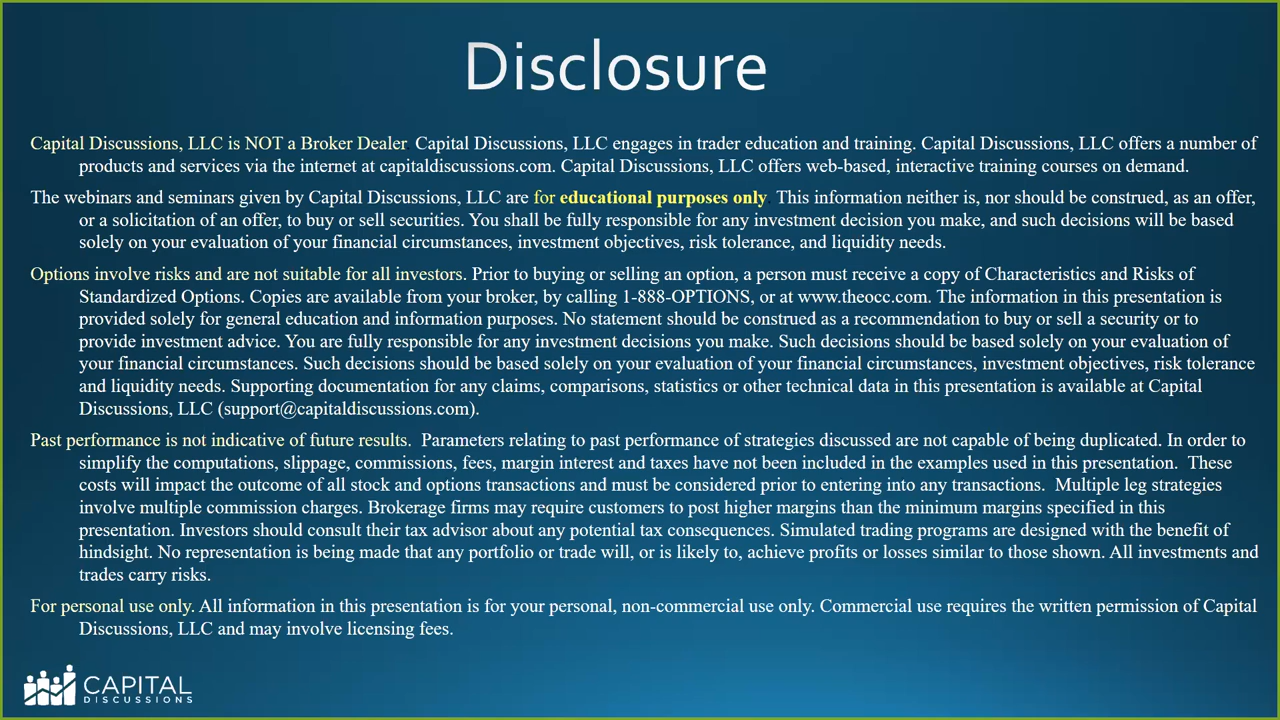 Disclosure
Capital Discussions, LLC is NOT a Broker Dealer. Capital Discussions, LLC engages in trader education and training. Capital Discussions, LLC offers a number of
products and services via the internet at capitaldiscussions.com. Capital Discussions, LLC offers web-based, interactive training courses on demand.
The webinars and seminars given by Capital Discussions, LLC are for educational purposes only. This information neither is, nor should be construed, as an offer,
or a solicitation of an offer, to buy or sell securities. You shall be fully responsible for any investment decision you make, and such decisions will be based
solely on your evaluation of your financial circumstances, investment objectives, risk tolerance, and liquidity needs.
Options involve risks and are not suitable for all investors. Prior to buying or selling an option, a person must receive a copy of Characteristics and Risks of
Standardized Options. Copies are available from your broker, by calling 1-888-OPTIONS, or at www.theocc.com. The information in this presentation is
provided solely for general education and information purposes. No statement should be construed as a recommendation to buy or sell a security or to
provide investment advice. You are fully responsible for any investment decisions you make. Such decisions should be based solely on your evaluation of
your financial circumstances. Such decisions should be based solely on your evaluation of your financial circumstances, investment objectives, risk tolerance
and liquidity needs. Supporting documentation for any claims, comparisons, statistics or other technical data in this presentation is available at Capital
Discussions, LLC (support@capitaldiscussions.com).
Past performance is not indicative of future results. Parameters relating to past performance of strategies discussed are not capable of being duplicated. In order to
simplify the computations, slippage, commissions, fees, margin interest and taxes have not been included in the examples used in this presentation. These
costs will impact the outcome of all stock and options transactions and must be considered prior to entering into any transactions. Multiple leg strategies
involve multiple commission charges. Brokerage firms may require customers to post higher margins than the minimum margins specified in this
presentation. Investors should consult their tax advisor about any potential tax consequences. Simulated trading programs are designed with the benefit of
hindsight. No representation is being made that any portfolio or trade will, or is likely to, achieve profits or losses similar to those shown. All investments and
trades carry risks.
For personal use only. All information in this presentation is for your personal, non-commercial use only. Commercial use requires the written permission of Capital
Discussions, LLC and may involve licensing fees.
CAPITAL
DISCUSSIONS